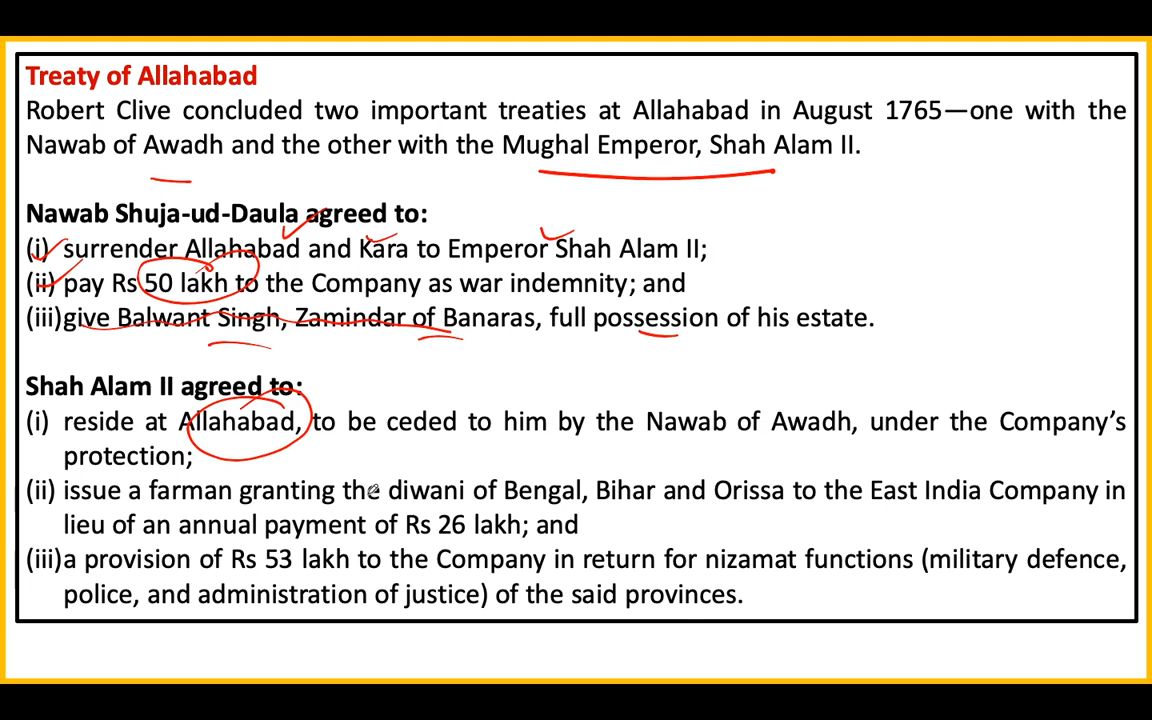 Treaty of Allahabad
Robert Clive concluded two important treaties at Allahabad in August 1765—one with the
Nawab of Awadh and the other with the Mughal Emperor, Shah Alam II.
Nawab Shuja-ud-Daula agreed to:
(i) surrender Allahabad and Kara to Emperor Shah Alam II;
(ii) pay Rs 50 lakh to the Company as war indemnity; and
(iii)give Balwant Singh, Zamindar of Banaras, full possession of his estate.
Shah Alam II agreed to:
(i) reside at Allahabad, to be ceded to him by the Nawab of Awadh, under the Company’s
protection;
(ii) issue a farman granting the diwani of Bengal, Bihar and Orissa to the East India Company in
lieu of an annual payment of Rs 26 lakh; and
(iii)a provision of Rs 53 lakh to the Company in return for nizamat functions (military defence,
police, and administration of justice) of the said provinces.